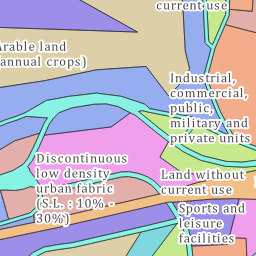 current use
Arable land
(annual crops)
Industrial,
commercial,
public,
military and
private units
Discontinuous
low density
urban fabric
(S.L. : 10% -
30%)
Land without
current use
Sports and
leisure
facilities